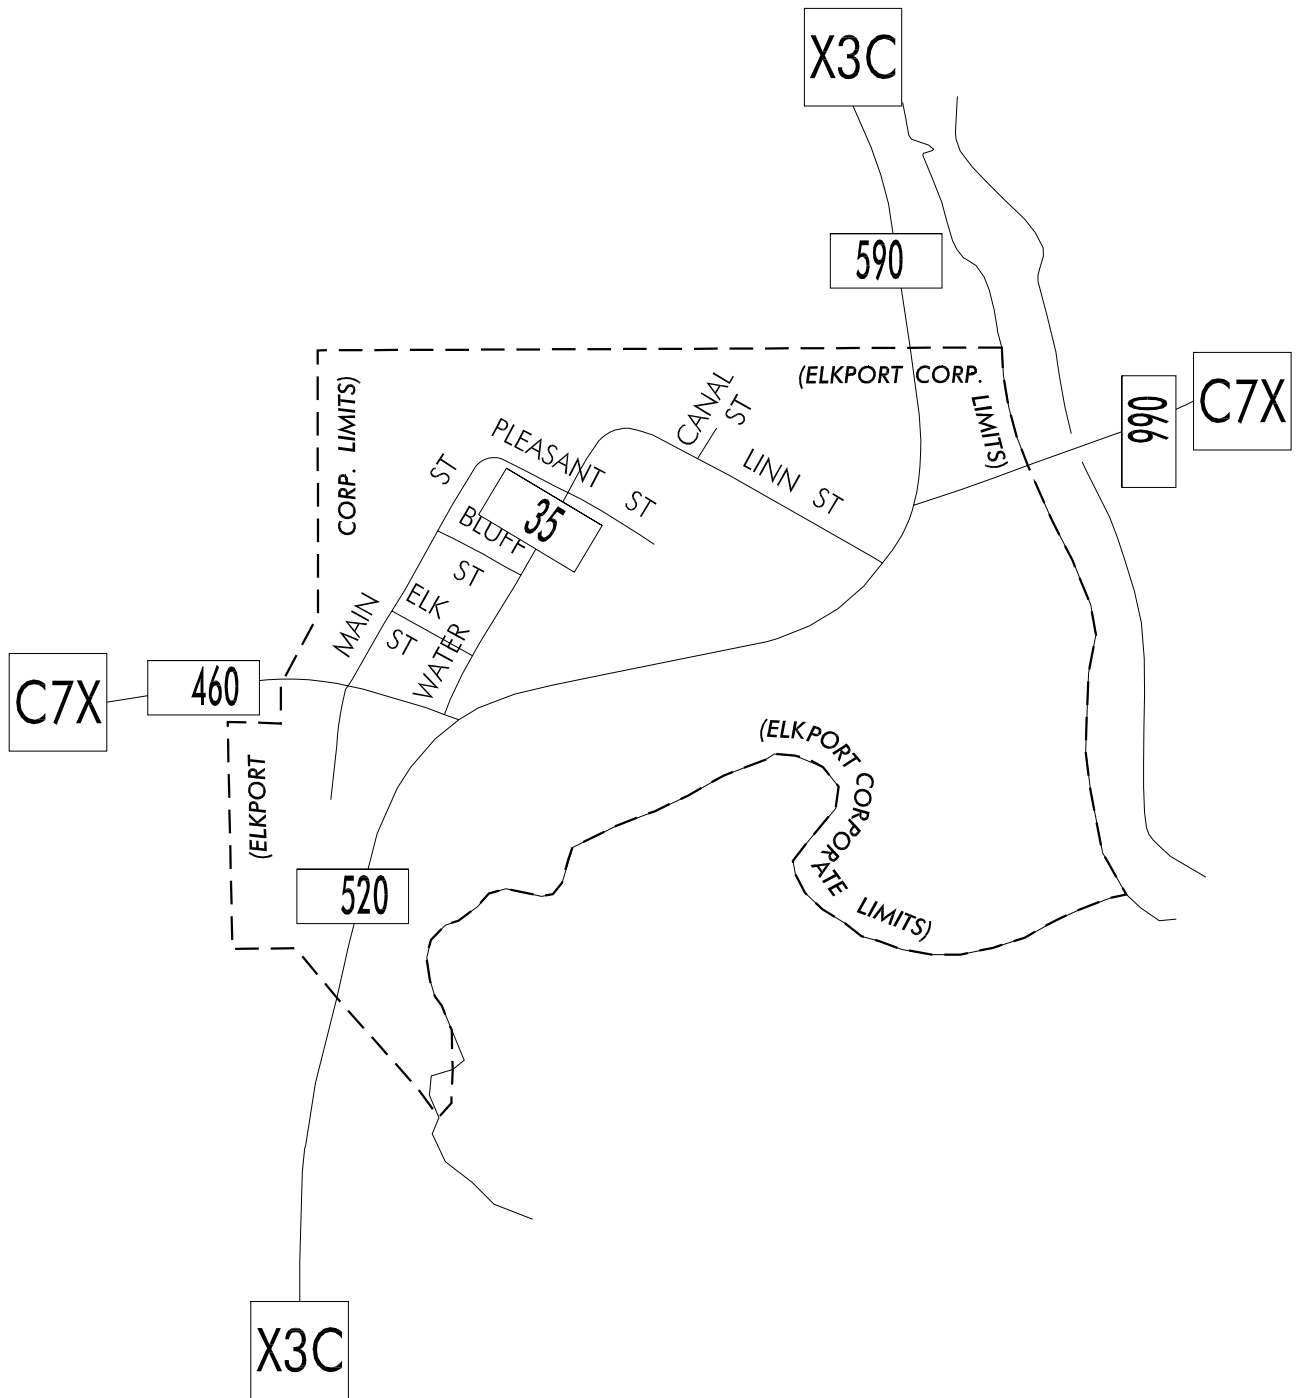 X3C
590
(ELKPORT CORP.
LIMITS)
C7X
990
CORP. LIMITS)
CANAL
ST
PLEASANT ST
LINN ST
35
BLUFF
ST
MAIN ST
ELK
ST
WATER
C7X
460
(ELKPORT
(ELKPORT CORPORATE LIMITS)
520
X3C